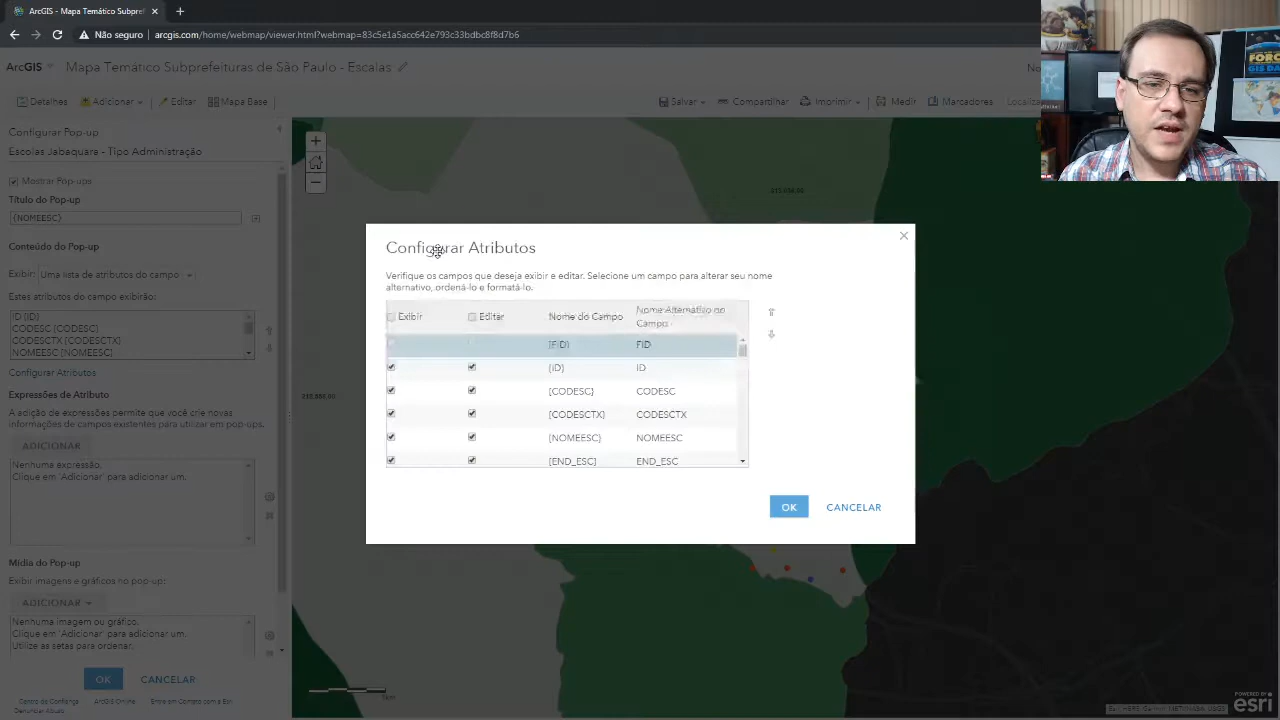 ArcGIS - Mapa Temático Subpref
Não seguro
arcgis.com/home/webmap/viewer.html?webmap=83c5e1a5acc642e793c33bdbc8f8d7b6
ArcGIS
Mapa Temático Subprefeituras de São Paulo - Escalas
Detalhes
Adicionar
Editar
Mapa Base
Salvar
Compartilhar
Imprimir
Medir
Marcadores
Configurar Pop-up
Escolas Jabaquara - Tipo Administração
Mostrar Pop-ups
Título do Pop-up
{NOMEESC}
Conteúdo do Pop-up
Exibir: Uma lista de atributos do campo
Estes atributos do campo exibirão:
ID {ID}
CODESC {CODESC}
CODESCTX {CODESCTX}
NOMEESC {NOMEESC}
Configurar Atributos
Expressões de Atributo
A adição de expressões permite que você crie novas
informações de campos existentes para utilizar em pop-ups.
ADICIONAR
Nenhuma expressão,
Clique em 'Adicionar' para adicionar um.
Mídia do Pop-up
Exibir imagens e gráficos no pop-up:
ADICIONAR
Nenhuma imagem ou gráfico.
Clique em 'Adicionar' para adicionar um.
Utilize as setas para ordenar.
OK
CANCELAR
Configurar Atributos
Verifique os campos que deseja exibir e editar. Selecione um campo para alterar seu nome
alternativo, ordená-lo e formatá-lo.
Exibir
Editar
Nome do Campo
Nome Alternativo no
Campo
{FID}
FID
{ID}
ID
{CODESC}
CODESC
{CODESCTX}
CODESCTX
{NOMEESC}
NOMEESC
{END_ESC}
END_ESC
OK
CANCELAR
POWERED BY
esri